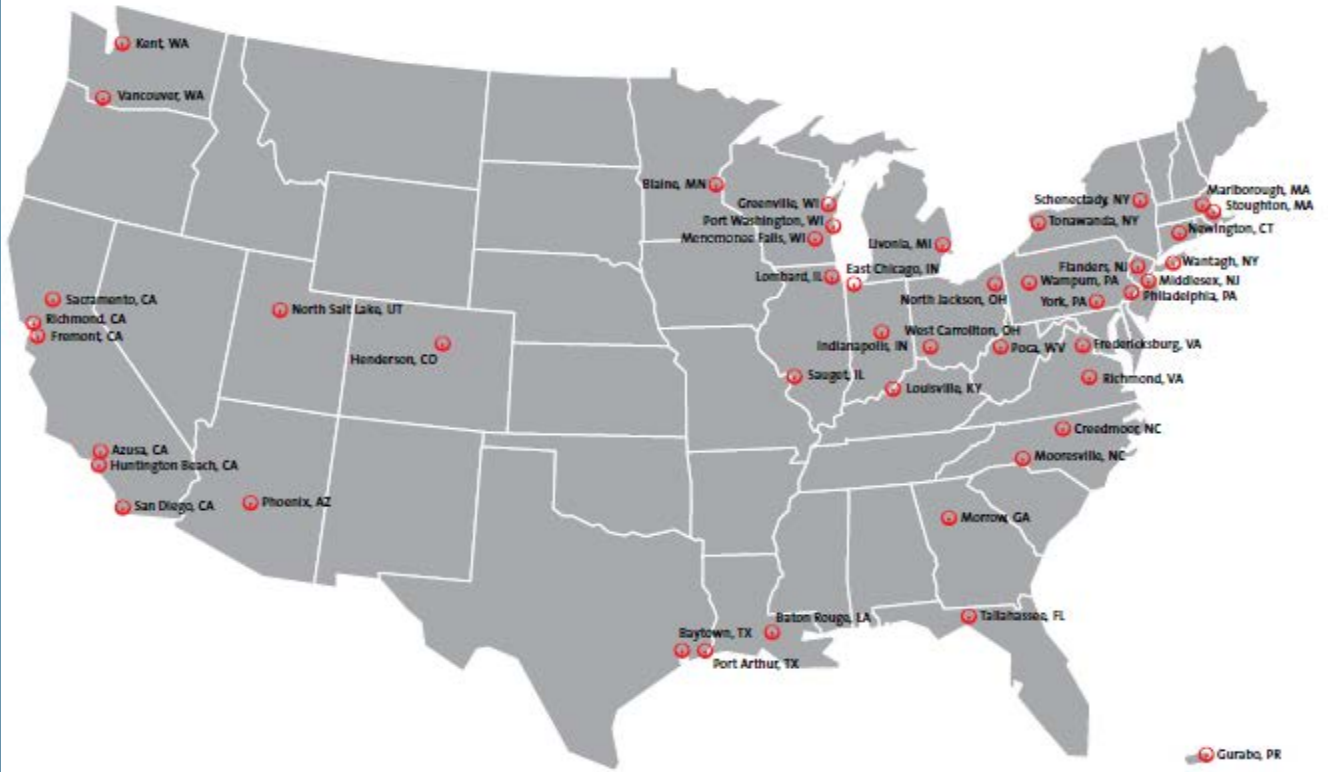 Kent, WA
Vancouver, WA
Blaine, MN
Greenville, WI
Port Washington, WI
Menomonee Falls, WI
Livonia, MI
Schenectady, NY
Tonawanda, NY
Marlborough, MA
Stoughton, MA
Newington, CT
Wantagh, NY
Flanders, NJ
Middlesex, NJ
Philadelphia, PA
Wampum, PA
York, PA
Lombard, IL
East Chicago, IN
North Jackson, OH
Sacramento, CA
Richmond, CA
Fremont, CA
North Salt Lake, UT
Henderson, CO
Indianapolis, IN
West Carrollton, OH
Poca, WV
Fredericksburg, VA
Richmond, VA
Sauget, IL
Louisville, KY
Creedmoor, NC
Mooresville, NC
Azusa, CA
Huntington Beach, CA
San Diego, CA
Phoenix, AZ
Morrow, GA
Tallahassee, FL
Baton Rouge, LA
Baytown, TX
Port Arthur, TX
Gurabo, PR